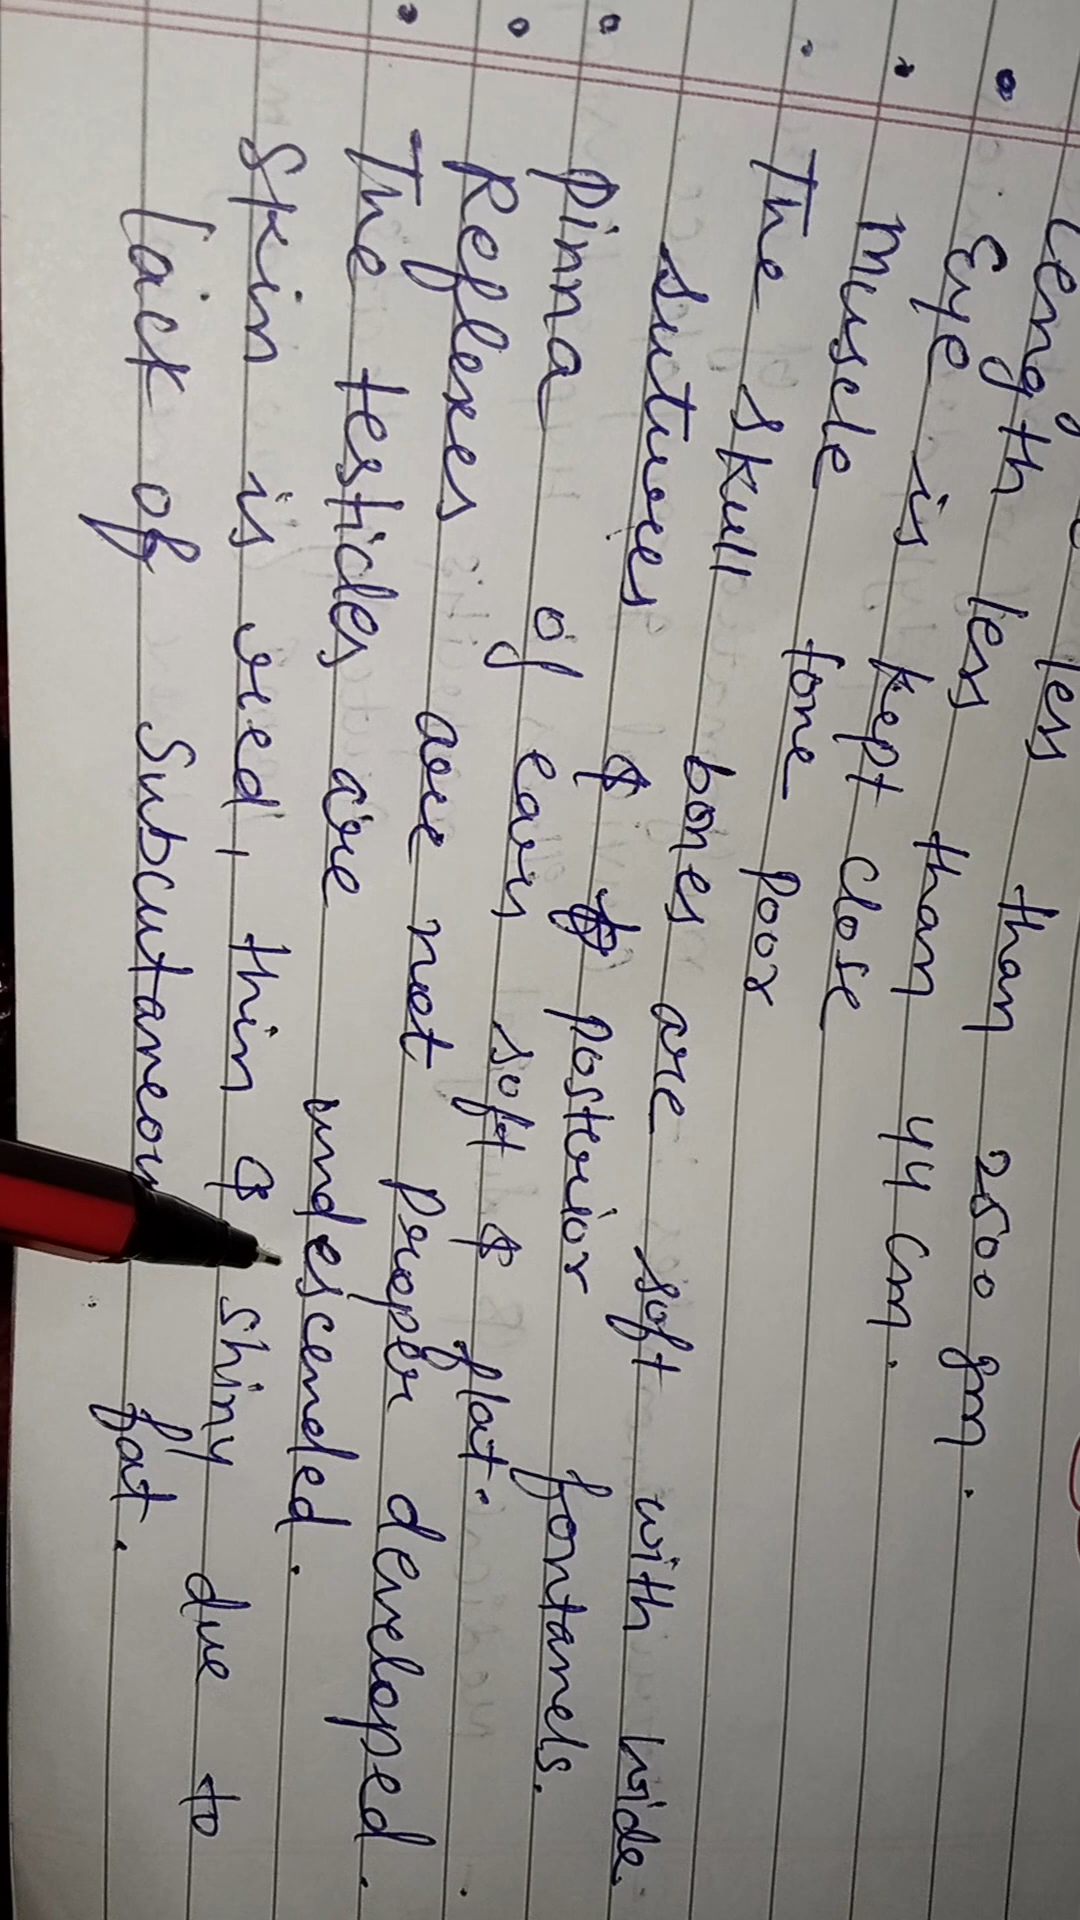 less than 2500 gm.
Length less than 44 cm.
• Eye is kept close
• Muscle tone poor
• The skull bones are soft with wide
sutures & posterior fontanels.
• Pinna of ears soft & flat.
• Reflexes are not proper developed.
• The testicles are undescended.
Skin is red, thin & shiny due to
lack of subcutaneous fat.